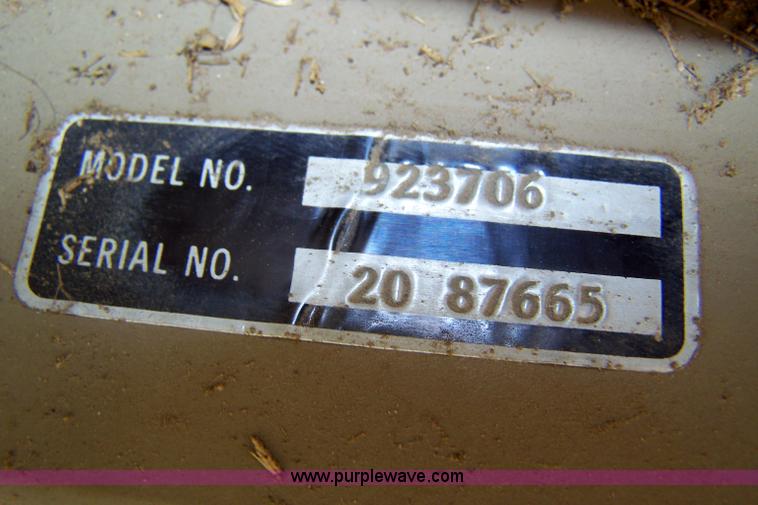 MODEL NO. 923706
SERIAL NO. 20 87665
www.purplewave.com